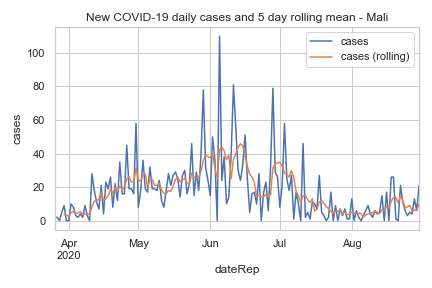 New COVID-19 daily cases and 5 day rolling mean - Mali
cases
cases (rolling)
100
80
60
40
20
0
cases
Apr
2020
May
Jun
Jul
Aug
dateRep